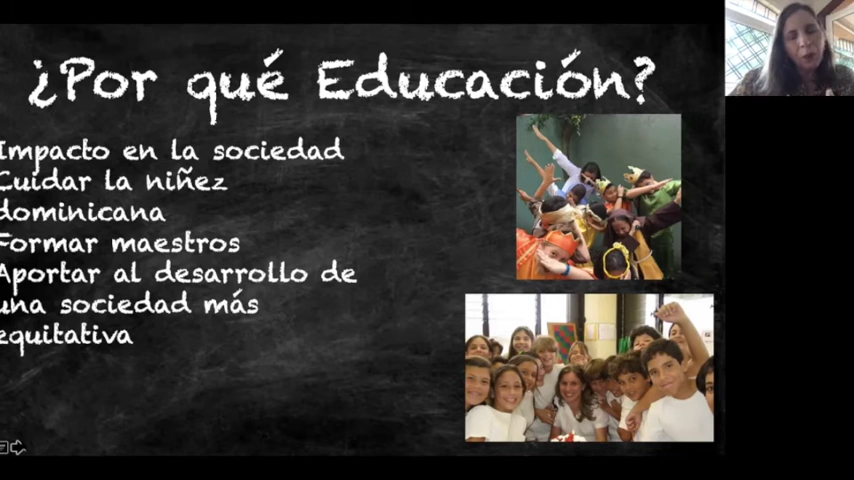 ¿Por qué Educación?
Impacto en la sociedad
Cuidar la niñez
dominicana
Formar maestros
Aportar al desarrollo de
una sociedad más
equitativa